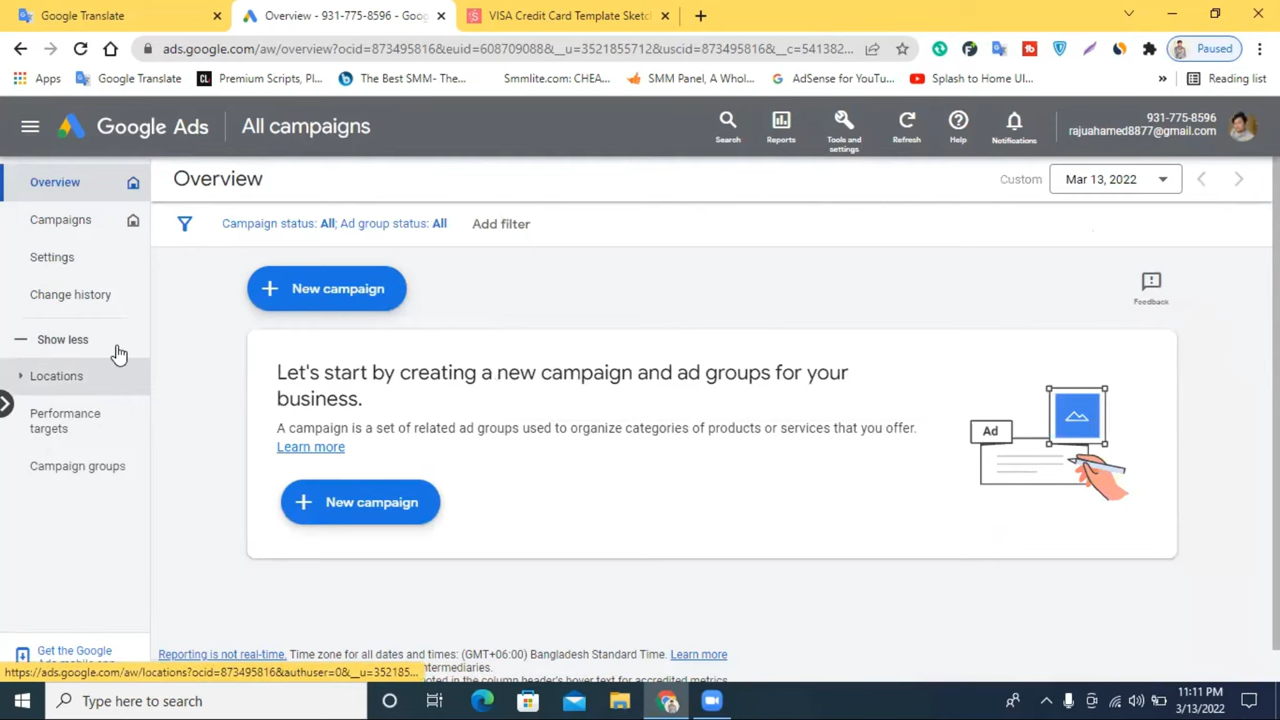 Google Translate
Overview - 931-775-8596 - Goog
VISA Credit Card Template Sketch
ads.google.com/aw/overview?ocid=873495816&euid=608709088&__u=3521855712&uscid=873495816&__c=541382...
Paused
Apps
Google Translate
Premium Scripts, Pl...
The Best SMM- The...
Smmlite.com: CHEA...
SMM Panel, A Whol...
AdSense for YouTu...
Splash to Home UI...
»
Reading list
Google Ads
All campaigns
Search
Reports
Tools and
settings
Refresh
Help
Notifications
931-775-8596
rajuahamed8877@gmail.com
Overview
Campaigns
Settings
Change history
Show less
Locations
Performance
targets
Campaign groups
Get the Google
Overview
Custom
Mar 13, 2022
Campaign status: All; Ad group status: All
Add filter
New campaign
Feedback
Let's start by creating a new campaign and ad groups for your
business.
A campaign is a set of related ad groups used to organize categories of products or services that you offer.
Learn more
Ad
New campaign
Reporting is not real-time. Time zone for all dates and times: (GMT+06:00) Bangladesh Standard Time. Learn more
https://ads.google.com/aw/locations?ocid=873495816&authuser=0&__u=352185...
termediaries.
Type here to search
11:11 PM
3/13/2022